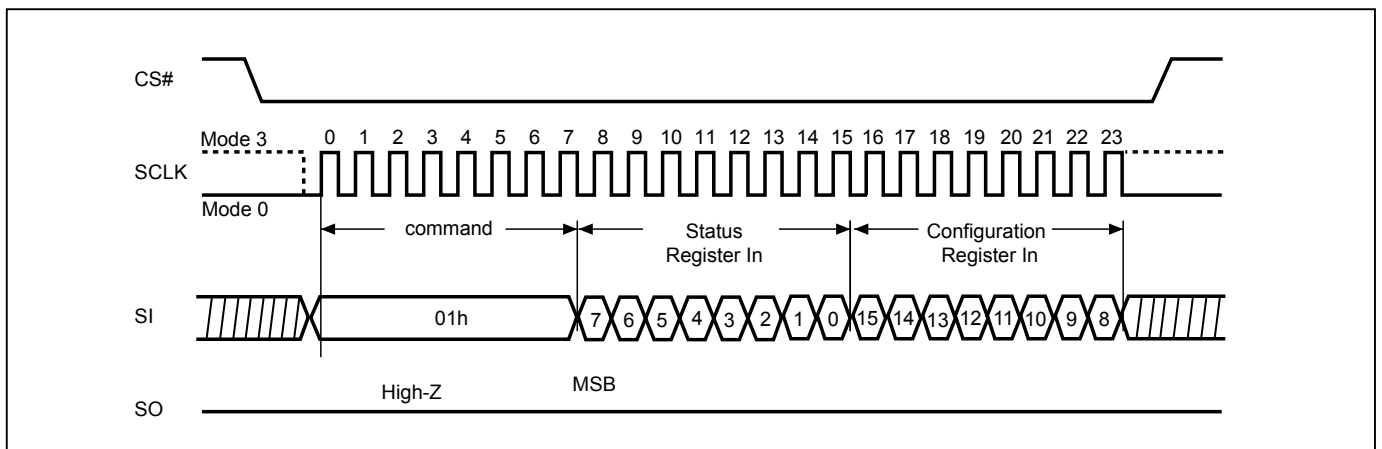 CS#
Mode 3
0 1 2 3 4 5 6 7 8 9 10 11 12 13 14 15 16 17 18 19 20 21 22 23
SCLK
Mode 0
command
Status
Register In
Configuration
Register In
SI
01h
7 6 5 4 3 2 1 0 15 14 13 12 11 10 9 8
High-Z
MSB
SO